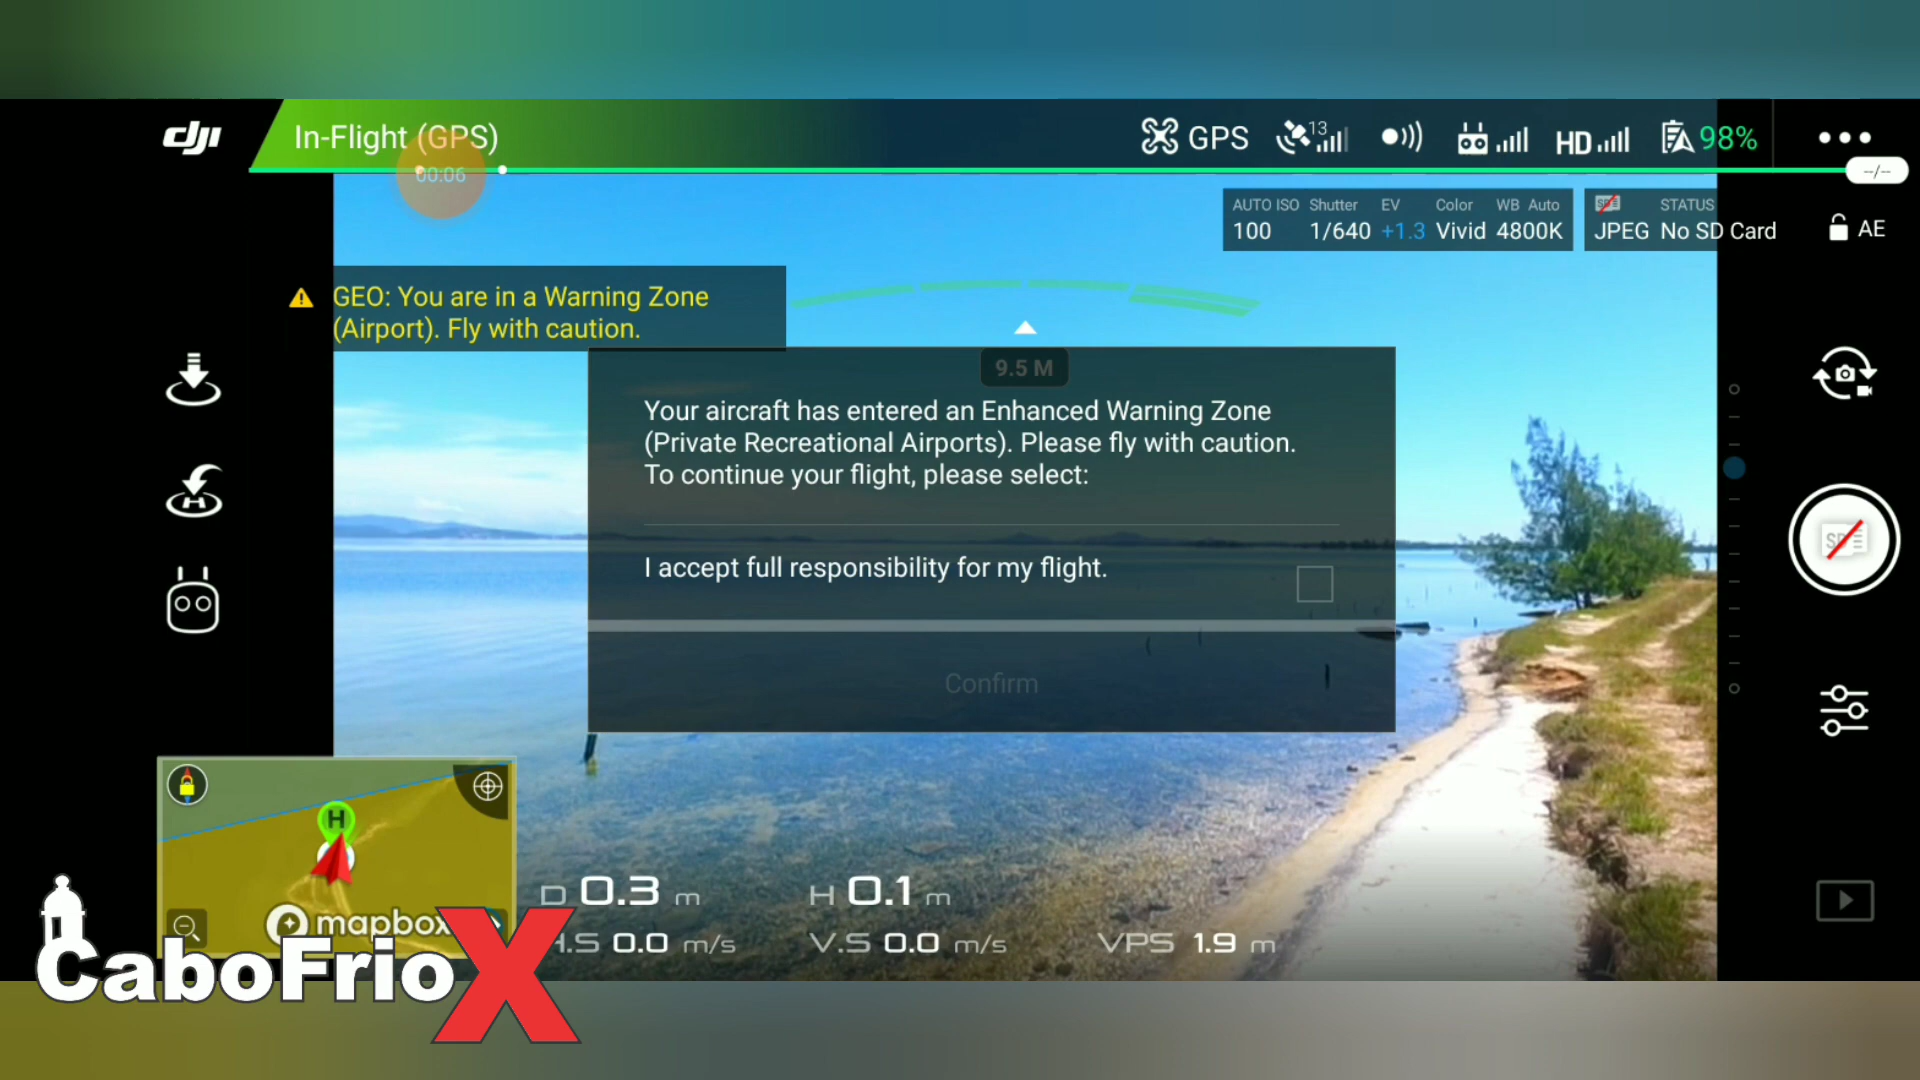 dji
In-Flight (GPS)
00:06
GPS
13
HD
98%
--/--
AUTO ISO Shutter EV Color WB Auto
100 1/640 +1.3 Vivid 4800K
STATUS
JPEG No SD Card
AE
GEO: You are in a Warning Zone
(Airport). Fly with caution.
9.5 M
Your aircraft has entered an Enhanced Warning Zone
(Private Recreational Airports). Please fly with caution.
To continue your flight, please select:
I accept full responsibility for my flight.
Confirm
H
mapbox
D 0.3 m H 0.1 m
H.S 0.0 m/s V.S 0.0 m/s VPS 1.9 m
CaboFrioX